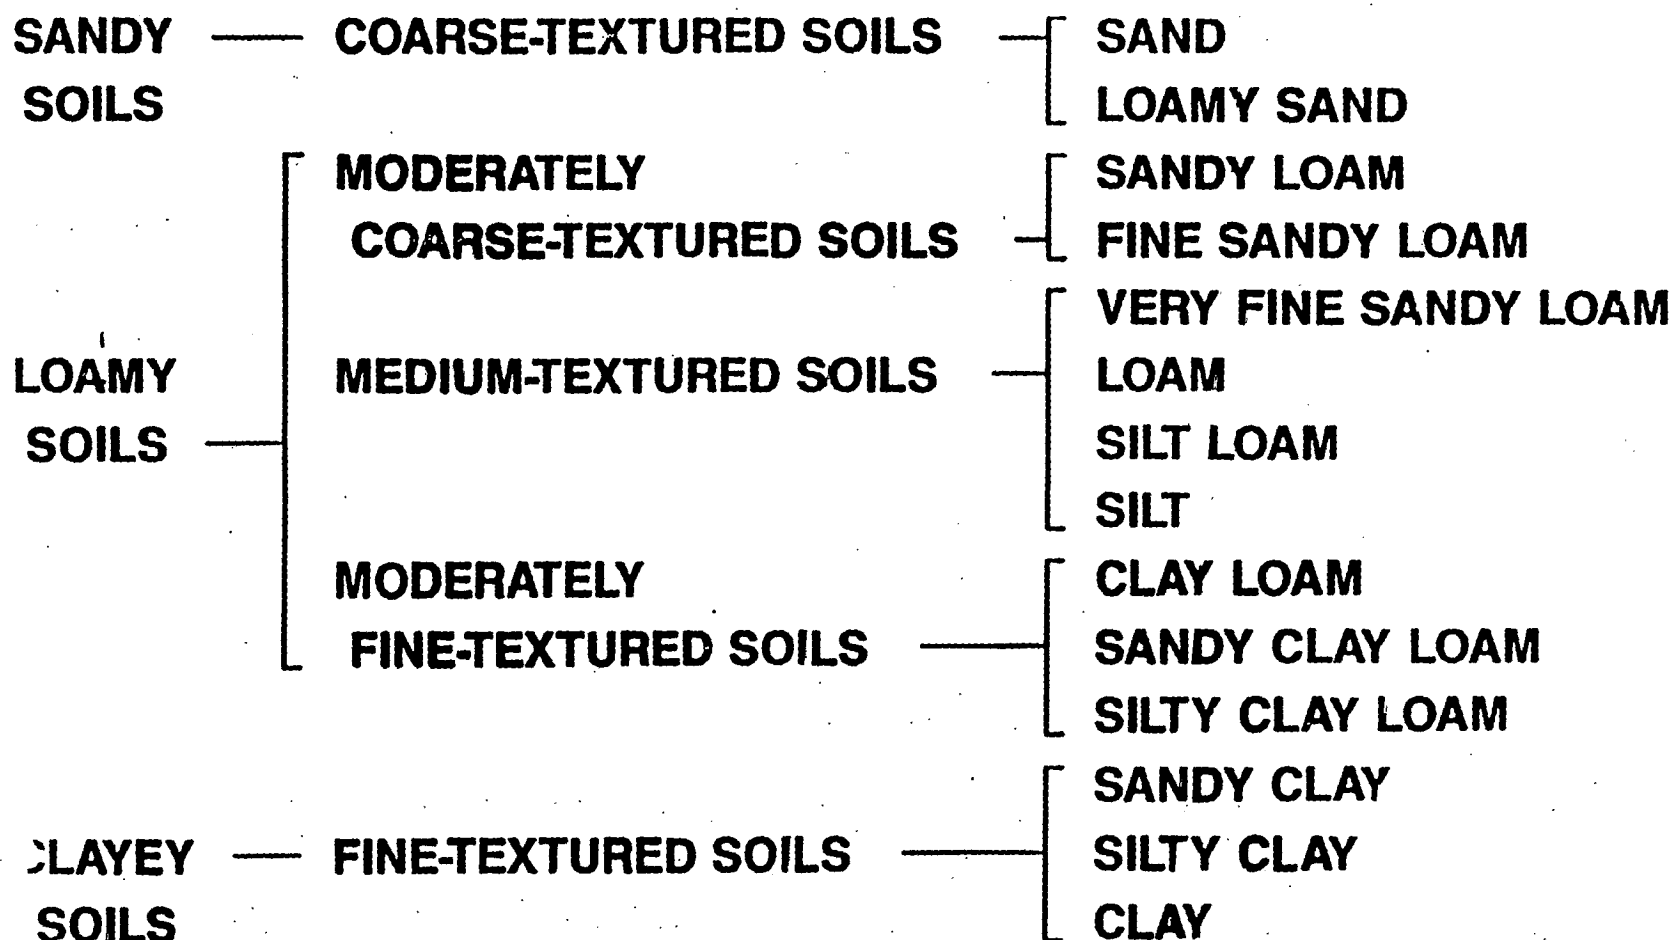 SANDY — COARSE-TEXTURED SOILS — SAND
SOILS LOAMY SAND
MODERATELY SANDY LOAM
COARSE-TEXTURED SOILS — FINE SANDY LOAM
VERY FINE SANDY LOAM
LOAMY MEDIUM-TEXTURED SOILS — LOAM
SOILS — SILT LOAM
SILT
MODERATELY CLAY LOAM
FINE-TEXTURED SOILS — SANDY CLAY LOAM
SILTY CLAY LOAM
SANDY CLAY
CLAYEY — FINE-TEXTURED SOILS — SILTY CLAY
SOILS CLAY